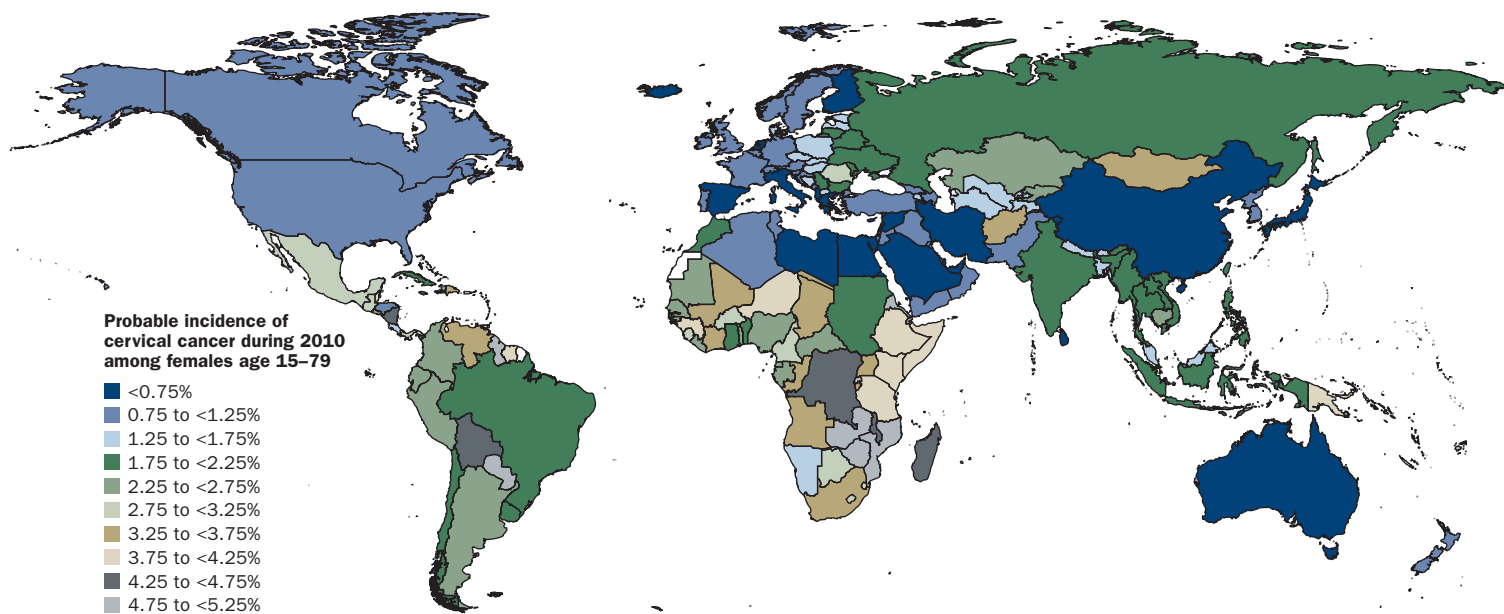 Probable incidence of
cervical cancer during 2010
among females age 15–79
<0.75%
0.75 to <1.25%
1.25 to <1.75%
1.75 to <2.25%
2.25 to <2.75%
2.75 to <3.25%
3.25 to <3.75%
3.75 to <4.25%
4.25 to <4.75%
4.75 to <5.25%